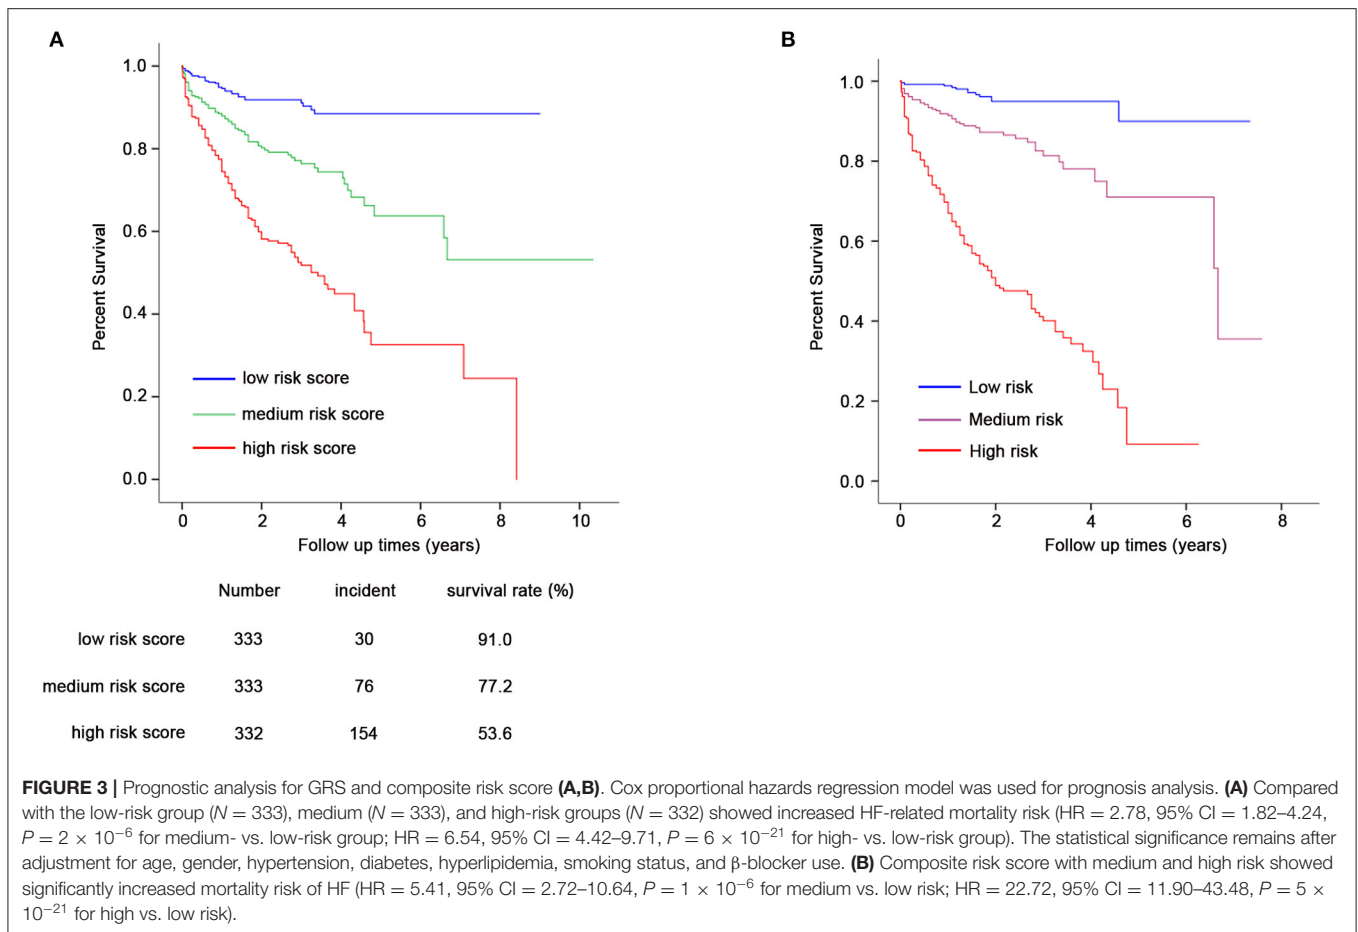 A
1.0
0.8
0.6
0.4
0.2
0.0
Percent Survival
low risk score
medium risk score
high risk score
0 2 4 6 8 10
Follow up times (years)
B
1.0
0.8
0.6
0.4
0.2
0.0
Percent Survival
Low risk
Medium risk
High risk
0 2 4 6 8
Follow up times (years)
Number incident survival rate (%)
low risk score 333 30 91.0
medium risk score 333 76 77.2
high risk score 332 154 53.6
FIGURE 3 | Prognostic analysis for GRS and composite risk score (A,B). Cox proportional hazards regression model was used for prognosis analysis. (A) Compared
with the low-risk group (N = 333), medium (N = 333), and high-risk groups (N = 332) showed increased HF-related mortality risk (HR = 2.78, 95% CI = 1.82–4.24,
P = 2 × 10⁻⁶ for medium- vs. low-risk group; HR = 6.54, 95% CI = 4.42–9.71, P = 6 × 10⁻²¹ for high- vs. low-risk group). The statistical significance remains after
adjustment for age, gender, hypertension, diabetes, hyperlipidemia, smoking status, and β-blocker use. (B) Composite risk score with medium and high risk showed
significantly increased mortality risk of HF (HR = 5.41, 95% CI = 2.72–10.64, P = 1 × 10⁻⁶ for medium vs. low risk; HR = 22.72, 95% CI = 11.90–43.48, P = 5 ×
10⁻²¹ for high vs. low risk).